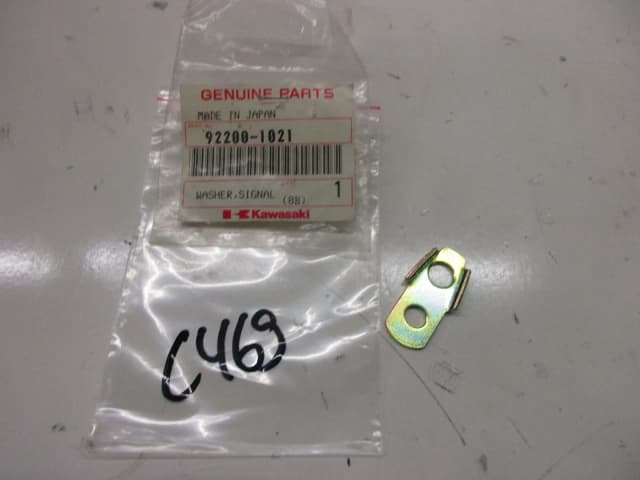 GENUINE PARTS
MADE IN JAPAN
92200-1021
WASHER,SIGNAL (88) 1
Kawasaki
C469